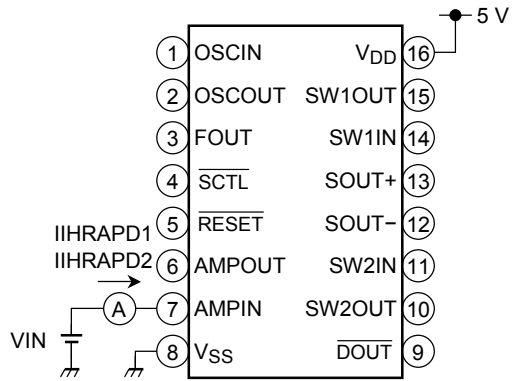 5 V
1 OSCIN VDD 16
2 OSCOUT SW1OUT 15
3 FOUT SW1IN 14
4 SCTL SOUT+ 13
5 RESET SOUT− 12
IIHRAPD1
IIHRAPD2
6 AMPOUT SW2IN 11
A 7 AMPIN SW2OUT 10
VIN
8 VSS DOUT 9